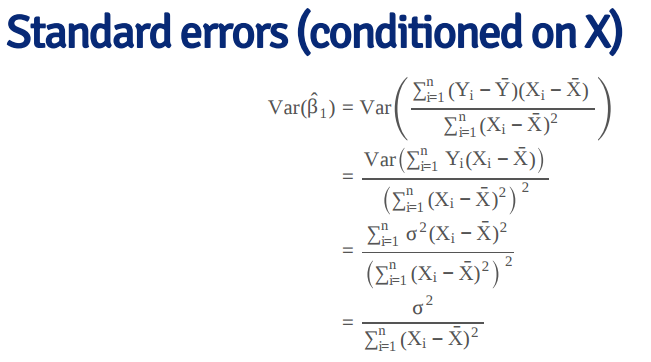 Standard errors (conditioned on X)
Var(β̂₁) = Var( ∑ⁿᵢ₌₁ (Yᵢ − Ȳ)(Xᵢ − X̄) / ∑ⁿᵢ₌₁ (Xᵢ − X̄)² )
= Var(∑ⁿᵢ₌₁ Yᵢ(Xᵢ − X̄)) / (∑ⁿᵢ₌₁ (Xᵢ − X̄)²)²
= ∑ⁿᵢ₌₁ σ²(Xᵢ − X̄)² / (∑ⁿᵢ₌₁ (Xᵢ − X̄)²)²
= σ² / ∑ⁿᵢ₌₁ (Xᵢ − X̄)²